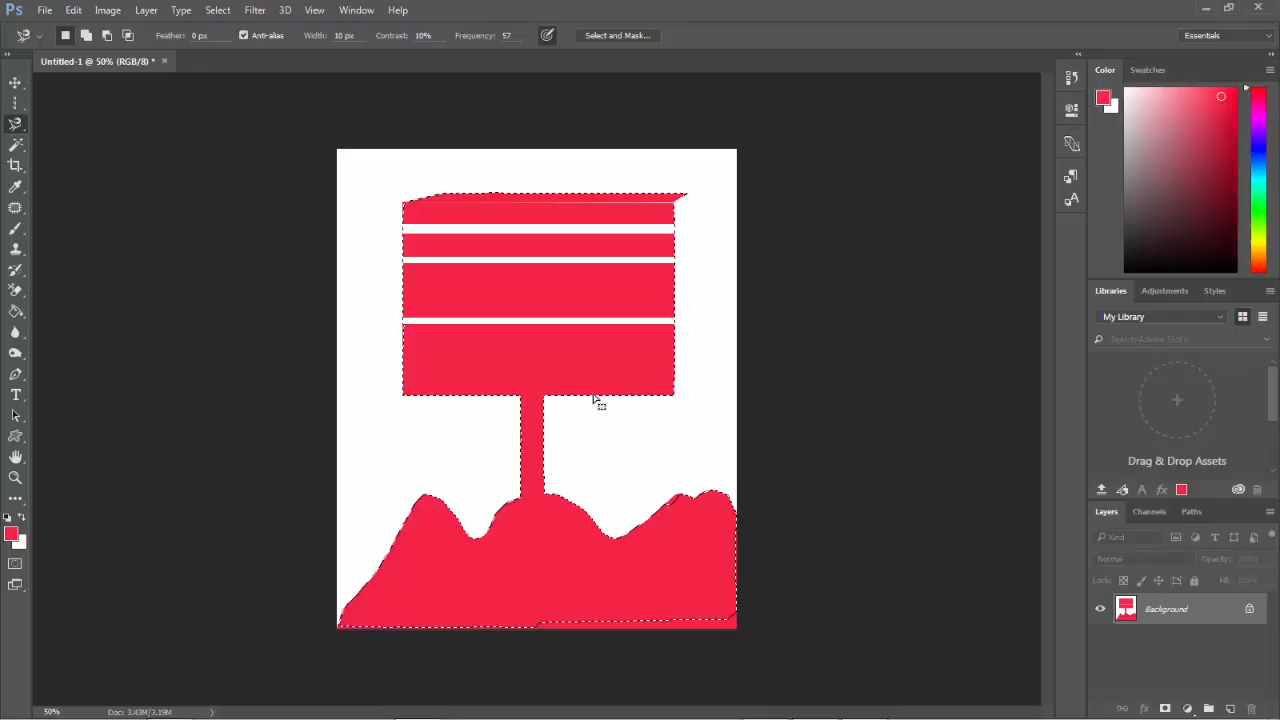 Ps File Edit Image Layer Type Select Filter 3D View Window Help
Feather: 0 px Anti-alias Width: 10 px Contrast: 10% Frequency: 57 Select and Mask... Essentials
Untitled-1 @ 50% (RGB/8) *
Color Swatches
Libraries Adjustments Styles
My Library
Search Adobe Stock
Drag & Drop Assets
Layers Channels Paths
Kind
Normal Opacity: 100%
Lock: Fill: 100%
Background
50% Doc: 3.43M/3.19M